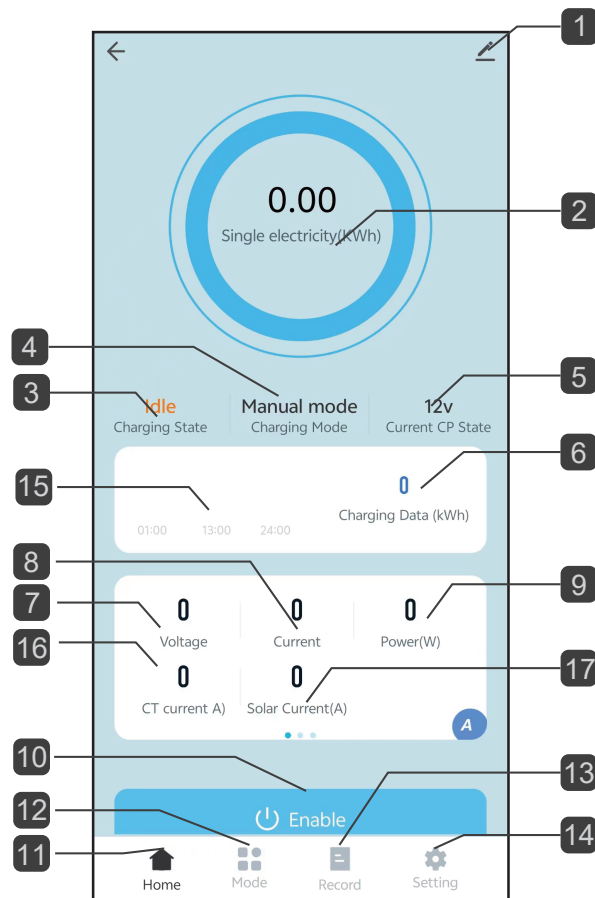 1
0.00
2
Single electricity(KWh)
4
3
5
Idle
Manual mode
12v
Charging State
Charging Mode
Current CP State
6
15
0
Charging Data (kWh)
01:00
13:00
24:00
8
9
7
0
0
0
Voltage
Current
Power(W)
16
17
0
0
CT current A)
Solar Current(A)
A
10
13
12
Enable
14
11
Home
Mode
Record
Setting